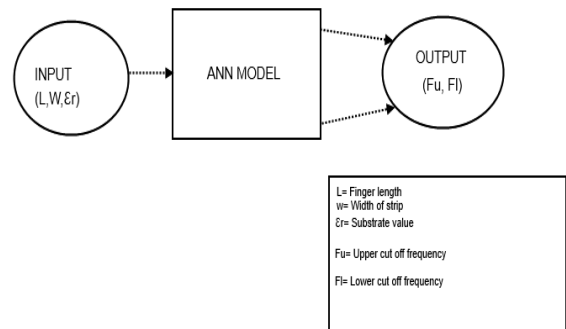 INPUT
(L,W,Ɛr)
ANN MODEL
OUTPUT
(Fu, Fl)
L= Finger length
w= Width of strip
Ɛr= Substrate value
Fu= Upper cut off frequency
Fl= Lower cut off frequency